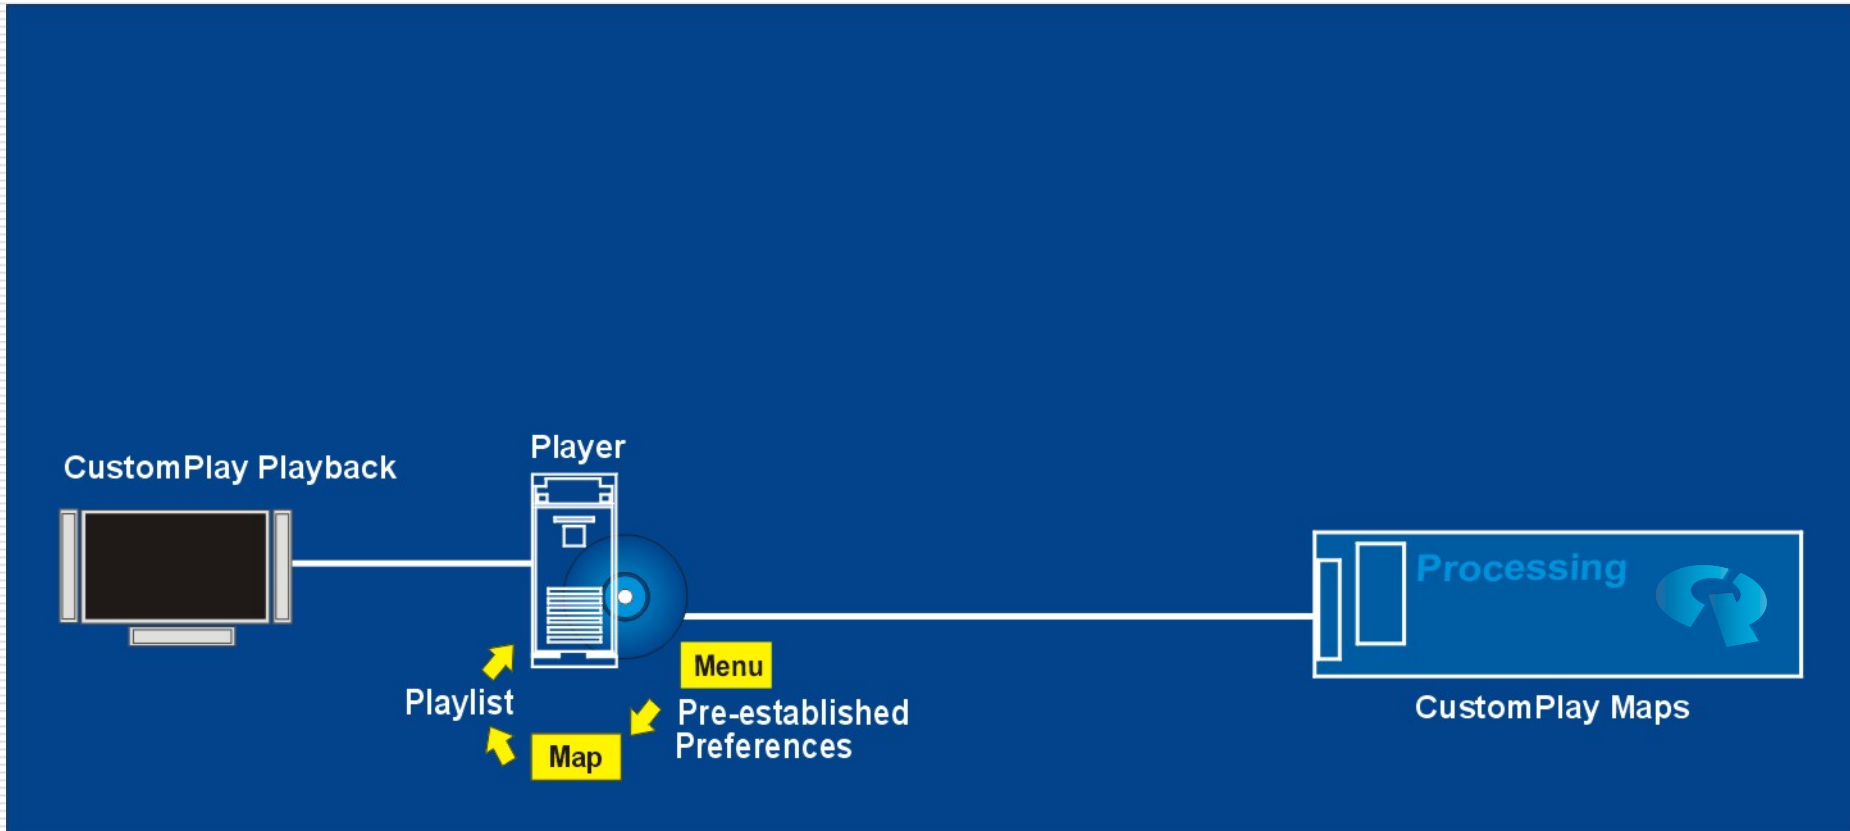 Player
CustomPlay Playback
Processing
Menu
Playlist
Pre-established
Preferences
CustomPlay Maps
Map